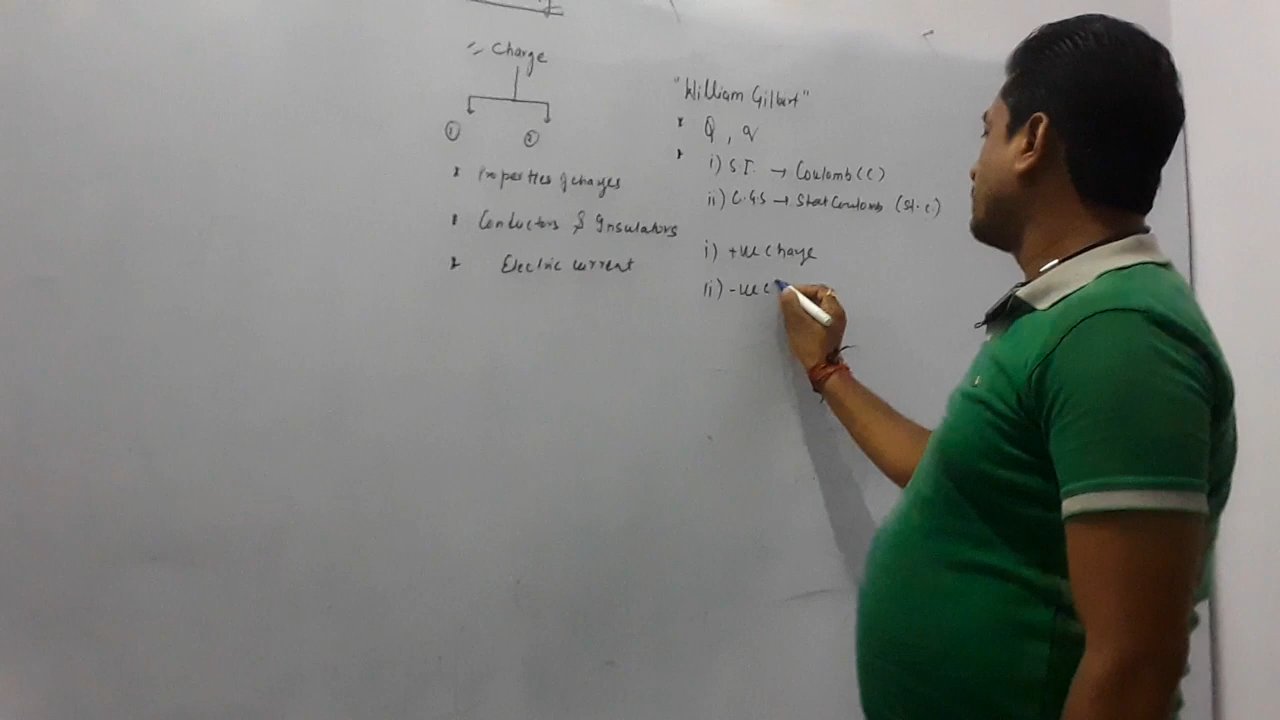 Charge
① ②
* Properties of charges
* Conductors & Insulators
* Electric current
"William Gilbert"
* Q, q
* i) S.I. → Coulomb (C)
ii) C.G.S → Stat Coulomb (St. C.)
i) +ve charge
ii) -ve c